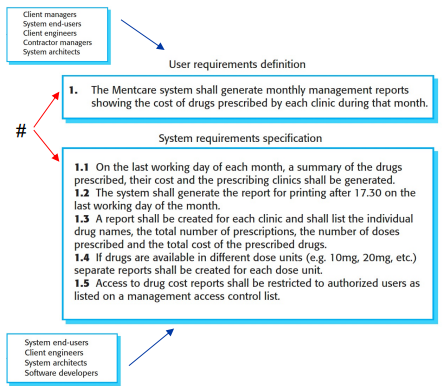 Client managers
System end-users
Client engineers
Contractor managers
System architects
User requirements definition
1. The Mentcare system shall generate monthly management reports
showing the cost of drugs prescribed by each clinic during that month.
#
System requirements specification
1.1 On the last working day of each month, a summary of the drugs
prescribed, their cost and the prescribing clinics shall be generated.
1.2 The system shall generate the report for printing after 17.30 on the
last working day of the month.
1.3 A report shall be created for each clinic and shall list the individual
drug names, the total number of prescriptions, the number of doses
prescribed and the total cost of the prescribed drugs.
1.4 If drugs are available in different dose units (e.g. 10mg, 20mg, etc.)
separate reports shall be created for each dose unit.
1.5 Access to drug cost reports shall be restricted to authorized users as
listed on a management access control list.
System end-users
Client engineers
System architects
Software developers